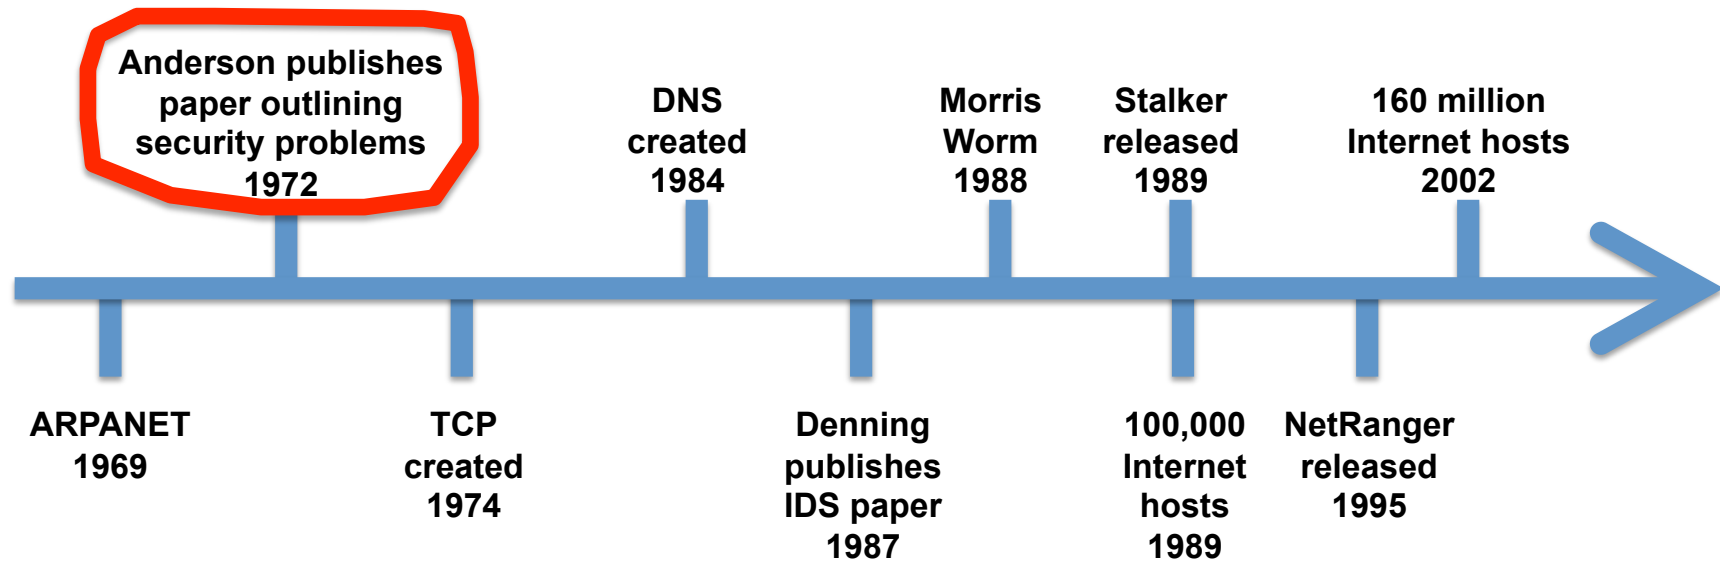 Anderson publishes
paper outlining
security problems
1972
DNS
created
1984
Morris
Worm
1988
Stalker
released
1989
160 million
Internet hosts
2002
ARPANET
1969
TCP
created
1974
Denning
publishes
IDS paper
1987
100,000
Internet
hosts
1989
NetRanger
released
1995